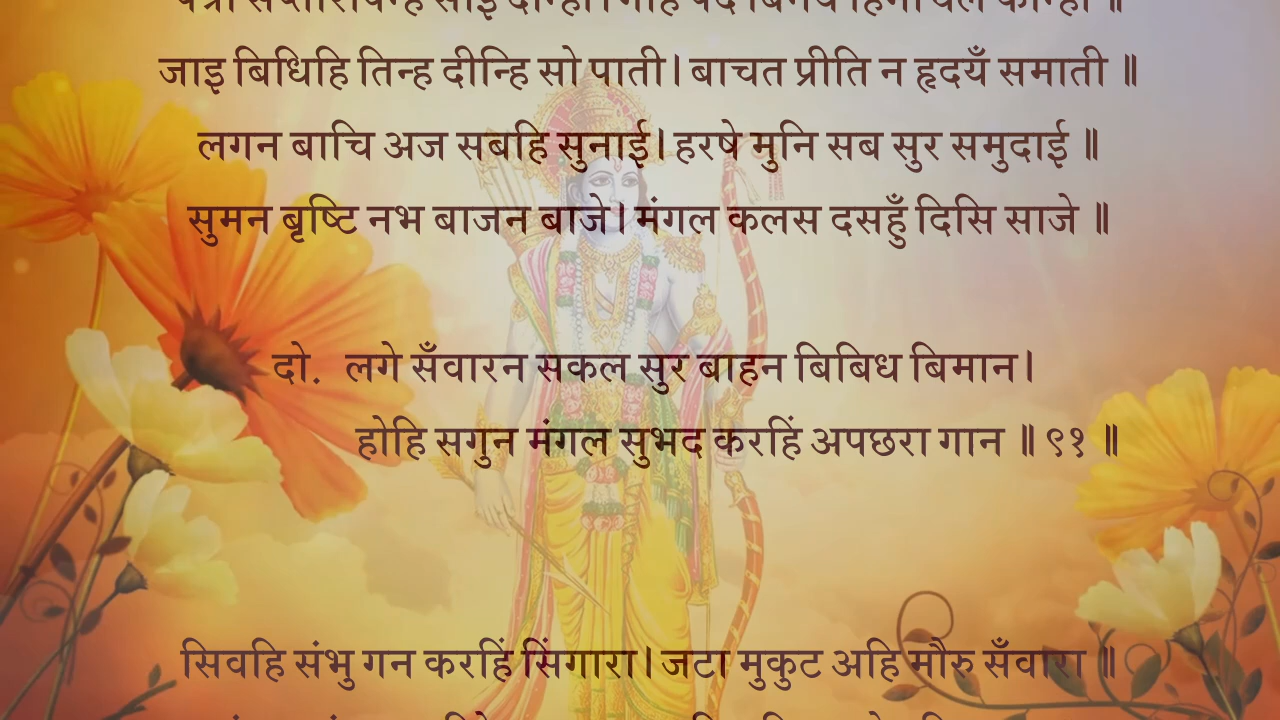 जाइ बिधिहि तिन्ह दीन्हि सो पाती। बाचत प्रीति न हृदयँ समाती ॥
लगन बाचि अज सबहि सुनाई। हरषे मुनि सब सुर समुदाई ॥
सुमन बृष्टि नभ बाजन बाजे। मंगल कलस दसहुँ दिसि साजे ॥
दो. लगे सँवारन सकल सुर बाहन बिबिध बिमान।
होहि सगुन मंगल सुभद करहिं अपछरा गान ॥ ९१ ॥
सिवहि संभु गन करहिं सिंगारा। जटा मुकुट अहि मौरु सँवारा ॥